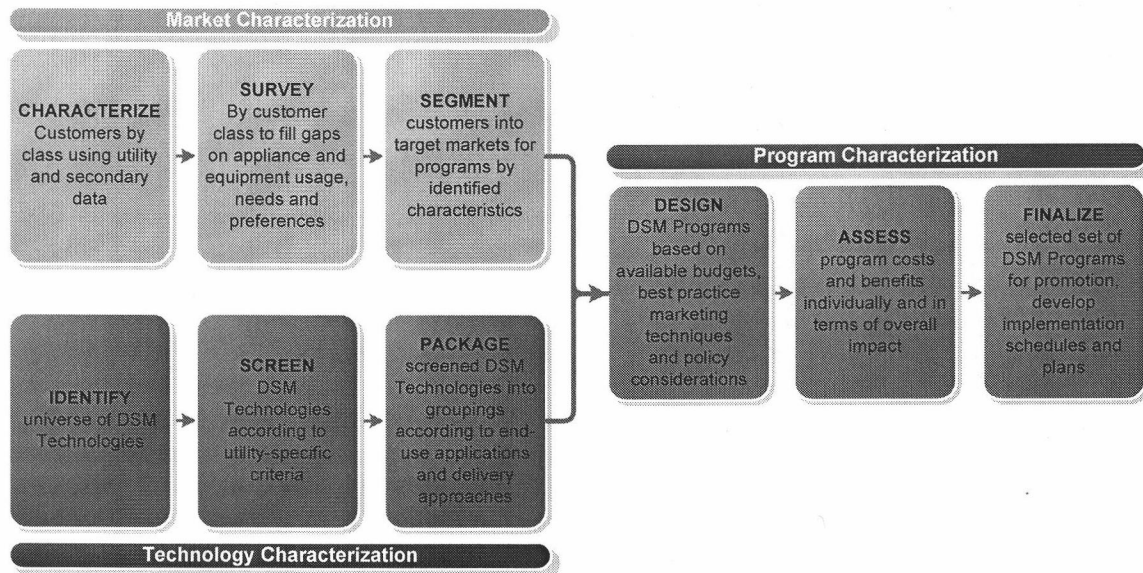 Market Characterization
CHARACTERIZE
Customers by
class using utility
and secondary
data
SURVEY
By customer
class to fill gaps
on appliance and
equipment usage,
needs and
preferences
SEGMENT
customers into
target markets for
programs by
identified
characteristics
IDENTIFY
universe of DSM
Technologies
SCREEN
DSM
Technologies
according to
utility-specific
criteria
PACKAGE
screened DSM
Technologies into
groupings
according to end-
use applications
and delivery
approaches
Technology Characterization
Program Characterization
DESIGN
DSM Programs
based on
available budgets,
best practice
marketing
techniques
and policy
considerations
ASSESS
program costs
and benefits
individually and in
terms of overall
impact
FINALIZE
selected set of
DSM Programs
for promotion,
develop
implementation
schedules and
plans